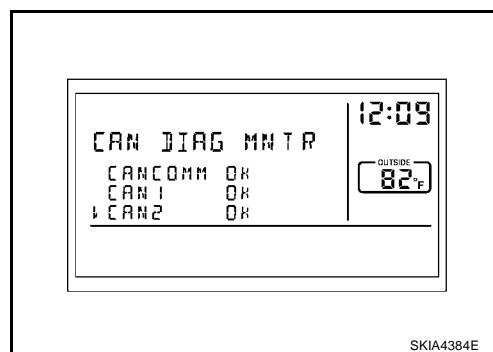 12:09
CAN DIAG MNTR
OUTSIDE
82°F
CANCOMM OK
CAN1 OK
CAN2 OK
SKIA4384E